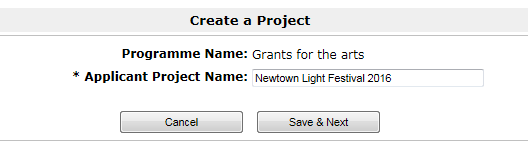 Create a Project
Programme Name: Grants for the arts
* Applicant Project Name: Newtown Light Festival 2016
Cancel Save & Next